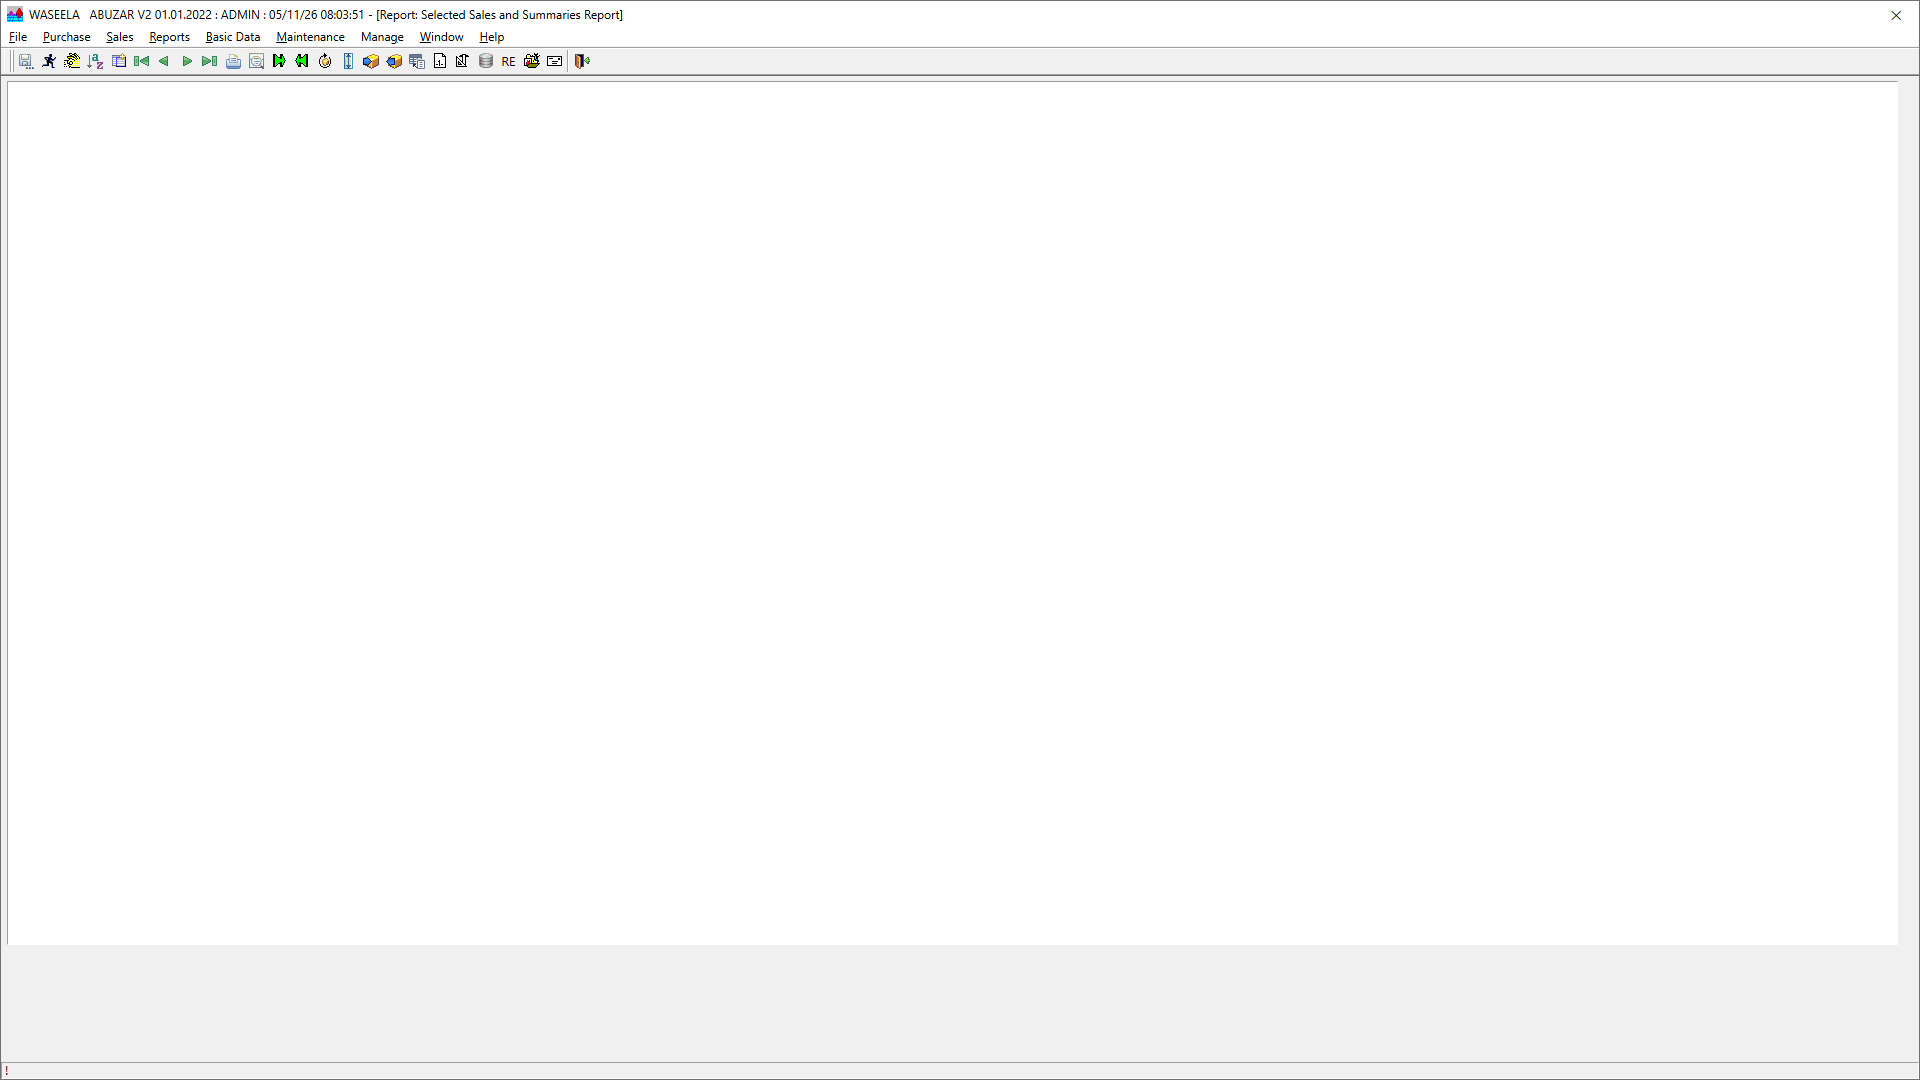 WASEELA   ABUZAR V2 01.01.2022 : ADMIN : 05/11/26 08:03:51 - [Report: Selected Sales and Summaries Report]
File Purchase Sales Reports Basic Data Maintenance Manage Window Help
RE
!